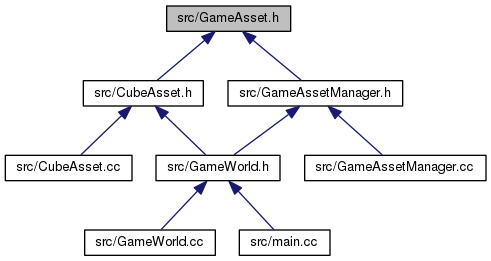 src/GameAsset.h
src/CubeAsset.h
src/GameAssetManager.h
src/CubeAsset.cc
src/GameWorld.h
src/GameAssetManager.cc
src/GameWorld.cc
src/main.cc